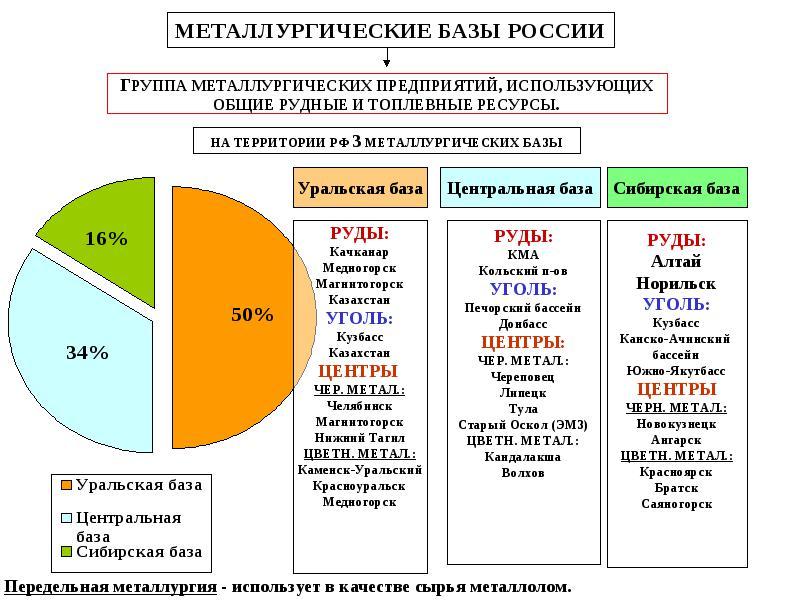 МЕТАЛЛУРГИЧЕСКИЕ БАЗЫ РОССИИ
ГРУППА МЕТАЛЛУРГИЧЕСКИХ ПРЕДПРИЯТИЙ, ИСПОЛЬЗУЮЩИХ
ОБЩИЕ РУДНЫЕ И ТОПЛЕВНЫЕ РЕСУРСЫ.
НА ТЕРРИТОРИИ РФ 3 МЕТАЛЛУРГИЧЕСКИХ БАЗЫ
16%
34%
50%
Уральская база
Центральная
база
Сибирская база
Уральская база
РУДЫ:
Качканар
Медногорск
Магнитогорск
Казахстан
УГОЛЬ:
Кузбасс
Казахстан
ЦЕНТРЫ
ЧЕР. МЕТАЛ.:
Челябинск
Магнитогорск
Нижний Тагил
ЦВЕТН. МЕТАЛ.:
Каменск-Уральский
Красноуральск
Медногорск
Центральная база
РУДЫ:
КМА
Кольский п-ов
УГОЛЬ:
Печорский бассейн
Донбасс
ЦЕНТРЫ:
ЧЕР. МЕТАЛ.:
Череповец
Липецк
Тула
Старый Оскол (ЭМЗ)
ЦВЕТН. МЕТАЛ.:
Кандалакша
Волхов
Сибирская база
РУДЫ:
Алтай
Норильск
УГОЛЬ:
Кузбасс
Канско-Ачинский
бассейн
Южно-Якутбасс
ЦЕНТРЫ
ЧЕРН. МЕТАЛ.:
Новокузнецк
Ангарск
ЦВЕТН. МЕТАЛ.:
Красноярск
Братск
Саяногорск
Передельная металлургия - использует в качестве сырья металлолом.